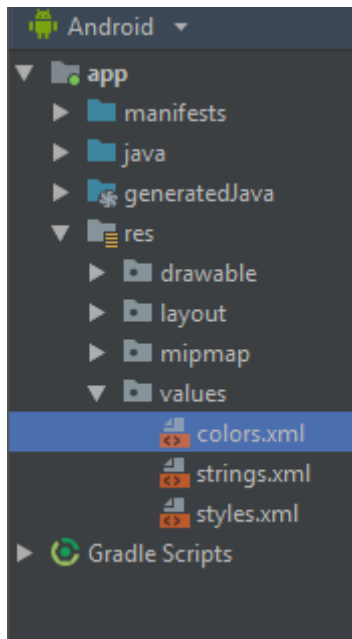 Android
app
manifests
java
generatedJava
res
drawable
layout
mipmap
values
colors.xml
strings.xml
styles.xml
Gradle Scripts